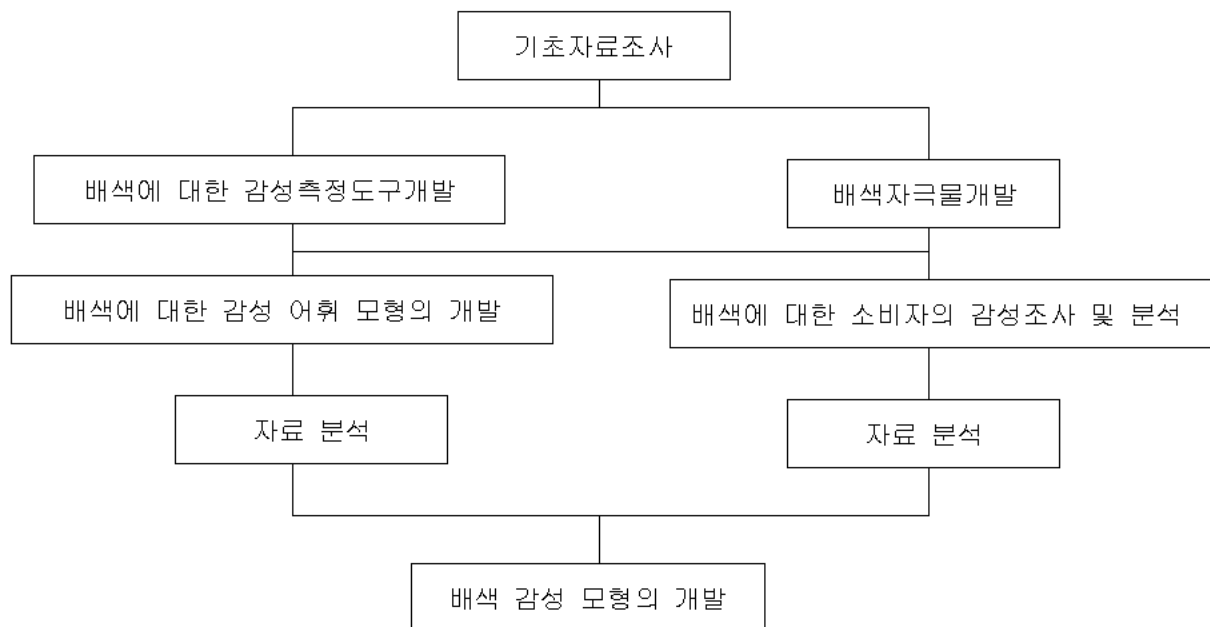 기초자료조사
배색에 대한 감성측정도구개발
배색자극물개발
배색에 대한 감성 어휘 모형의 개발
배색에 대한 소비자의 감성조사 및 분석
자료 분석
자료 분석
배색 감성 모형의 개발